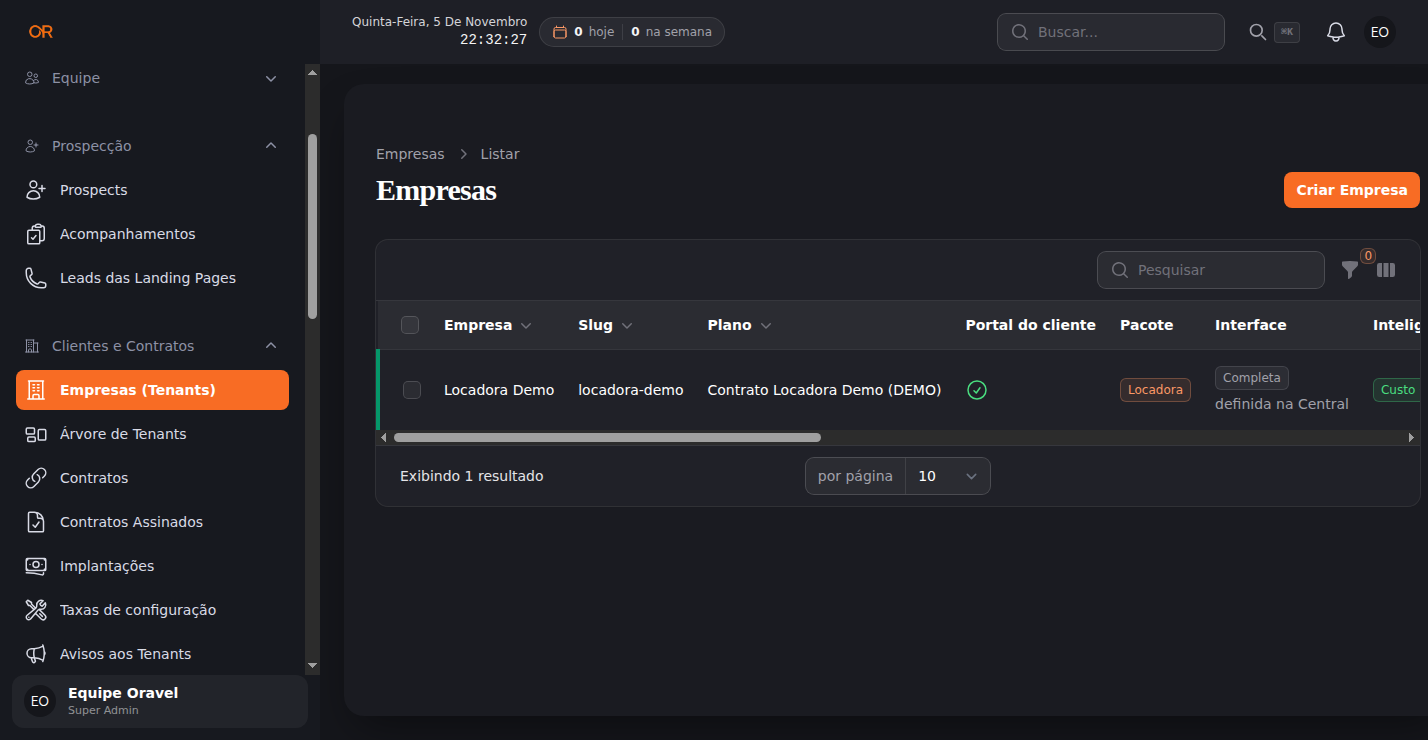 OR
Quinta-Feira, 5 De Novembro
22:32:27
0 hoje
0 na semana
Buscar...
⌘K
EO
Equipe
Prospecção
Prospects
Acompanhamentos
Leads das Landing Pages
Clientes e Contratos
Empresas (Tenants)
Árvore de Tenants
Contratos
Contratos Assinados
Implantações
Taxas de configuração
Avisos aos Tenants
EO
Equipe Oravel
Super Admin
Empresas
Listar
Empresas
Criar Empresa
Pesquisar
0
Empresa Slug Plano Portal do cliente Pacote Interface Intelig
Locadora Demo locadora-demo Contrato Locadora Demo (DEMO) Locadora Completa Custo
definida na Central
Exibindo 1 resultado
por página 10